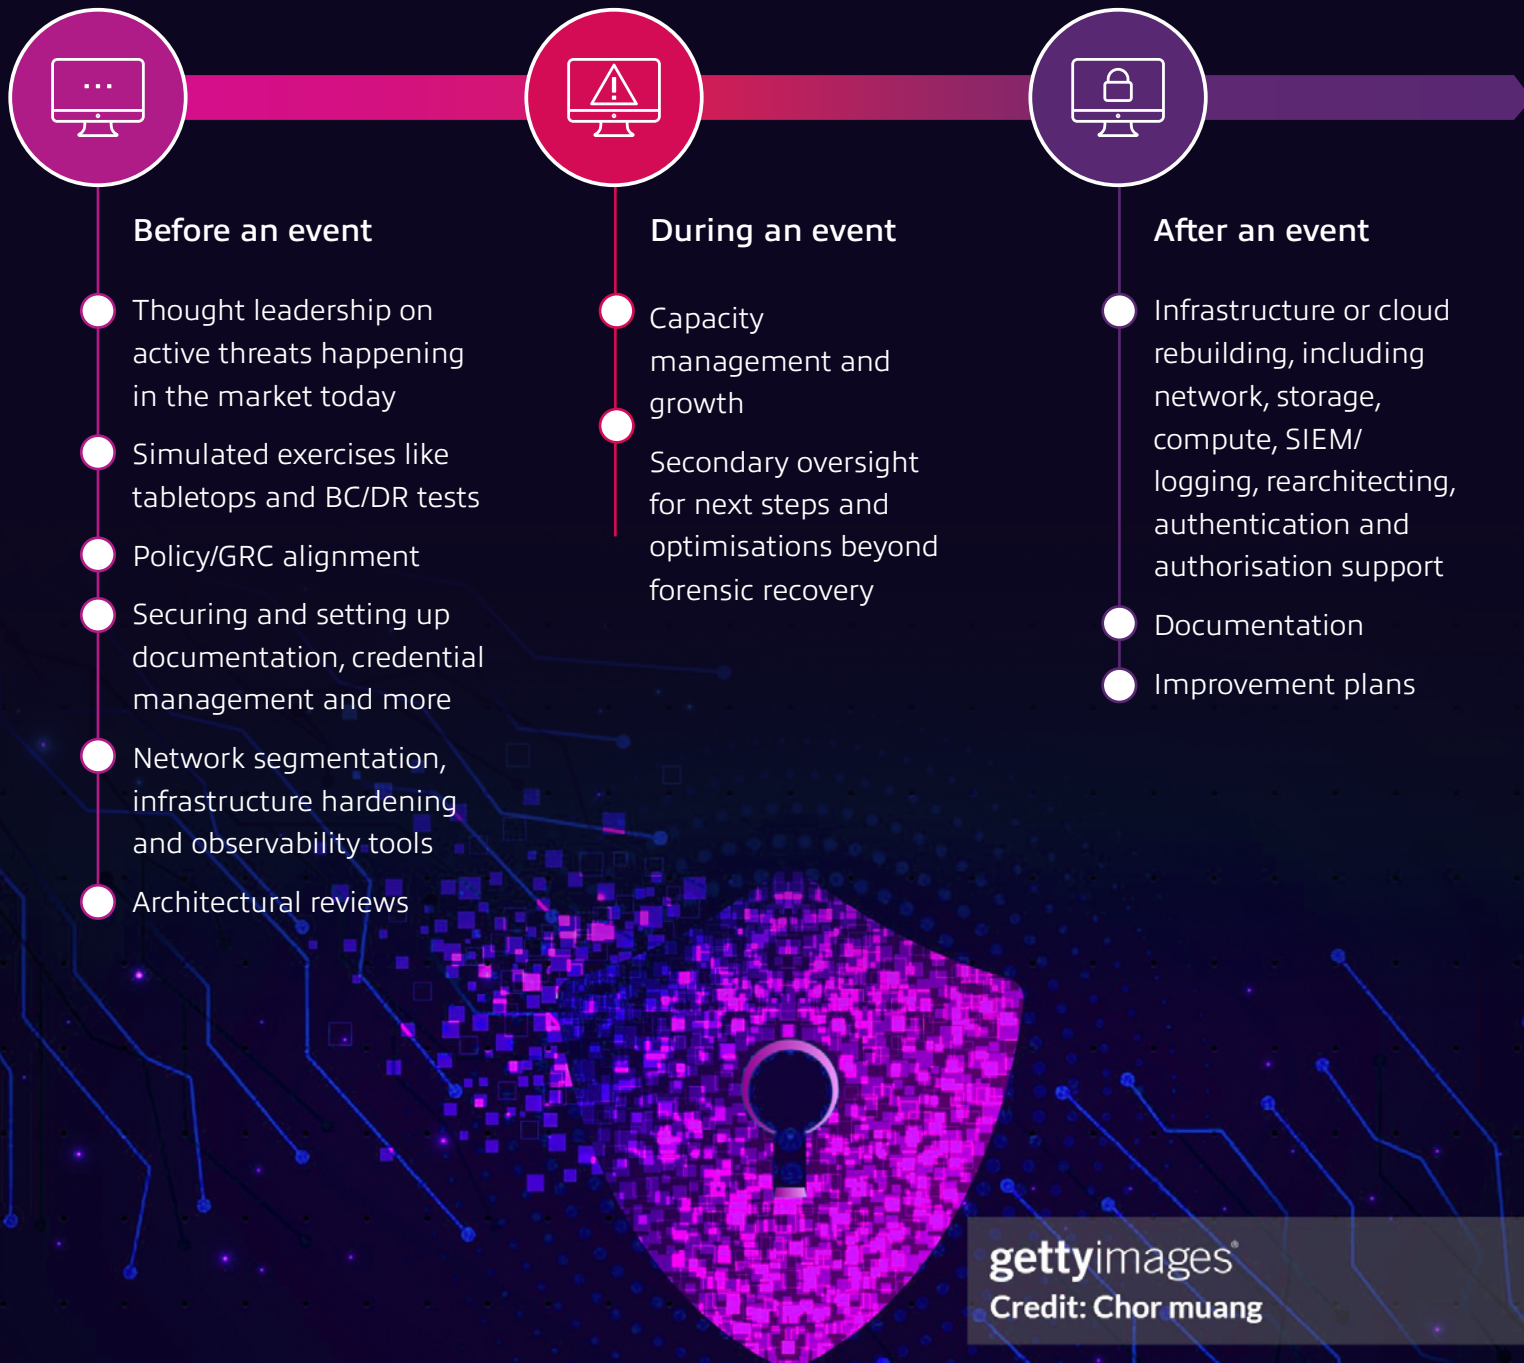 Before an event
Thought leadership on
active threats happening
in the market today
Simulated exercises like
tabletops and BC/DR tests
Policy/GRC alignment
Securing and setting up
documentation, credential
management and more
Network segmentation,
infrastructure hardening
and observability tools
Architectural reviews
During an event
Capacity
management and
growth
Secondary oversight
for next steps and
optimisations beyond
forensic recovery
After an event
Infrastructure or cloud
rebuilding, including
network, storage,
compute, SIEM/
logging, rearchitecting,
authentication and
authorisation support
Documentation
Improvement plans
gettyimages®
Credit: Chor muang